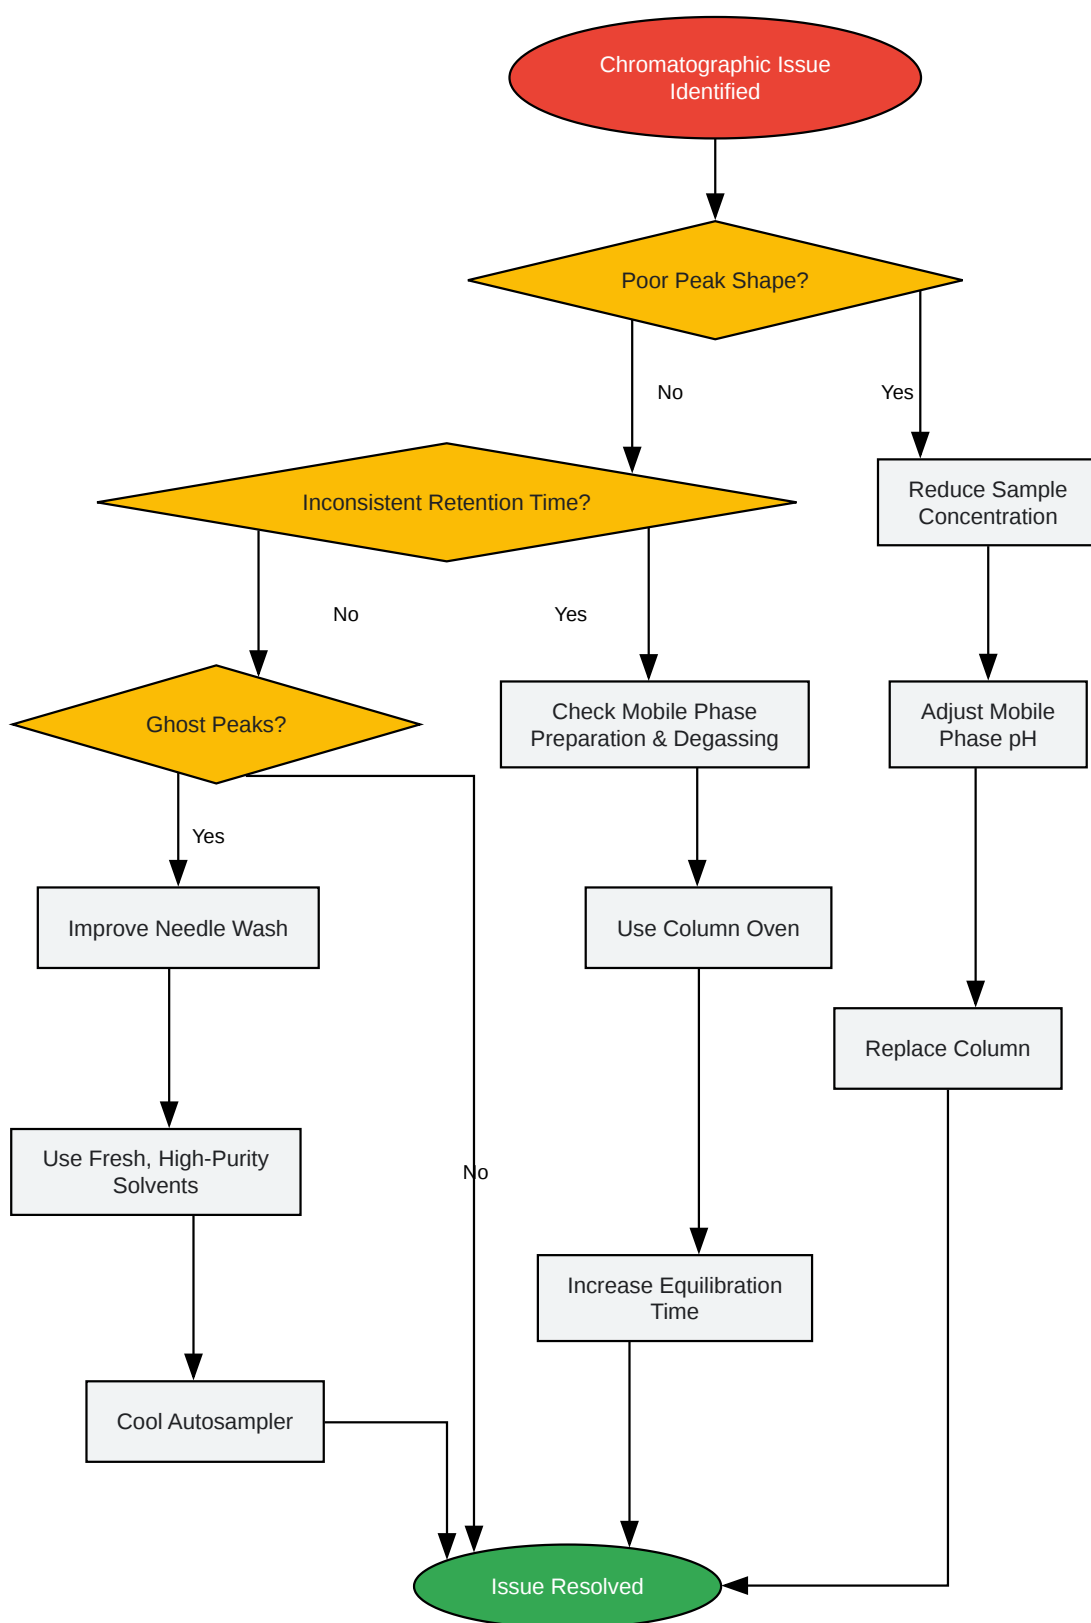 Chromatographic Issue
Identified
Poor Peak Shape?
No
Yes
Inconsistent Retention Time?
Reduce Sample
Concentration
No
Yes
Ghost Peaks?
Check Mobile Phase
Preparation & Degassing
Adjust Mobile
Phase pH
Yes
Improve Needle Wash
Use Column Oven
Replace Column
Use Fresh, High-Purity
Solvents
No
Increase Equilibration
Time
Cool Autosampler
Issue Resolved